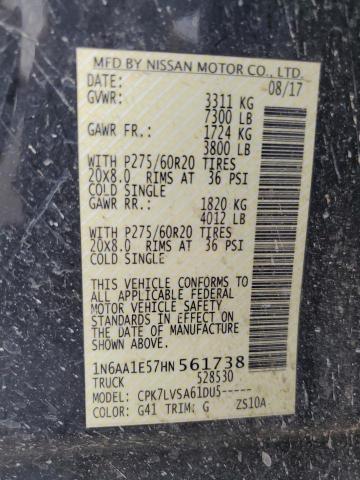 MFD BY NISSAN MOTOR CO., LTD.
DATE: 08/17
GVWR: 3311 KG
7300 LB
GAWR FR.: 1724 KG
3800 LB
WITH P275/60R20 TIRES
20X8.0 RIMS AT 36 PSI
COLD SINGLE
GAWR RR.: 1820 KG
4012 LB
WITH P275/60R20 TIRES
20X8.0 RIMS AT 36 PSI
COLD SINGLE
THIS VEHICLE CONFORMS TO
ALL APPLICABLE FEDERAL
MOTOR VEHICLE SAFETY
STANDARDS IN EFFECT ON
THE DATE OF MANUFACTURE
SHOWN ABOVE.
1N6AA1E57HN561738
TRUCK 528530
MODEL: CPK7LVSA61DU5-----
COLOR: G41 TRIM: G ZS10A